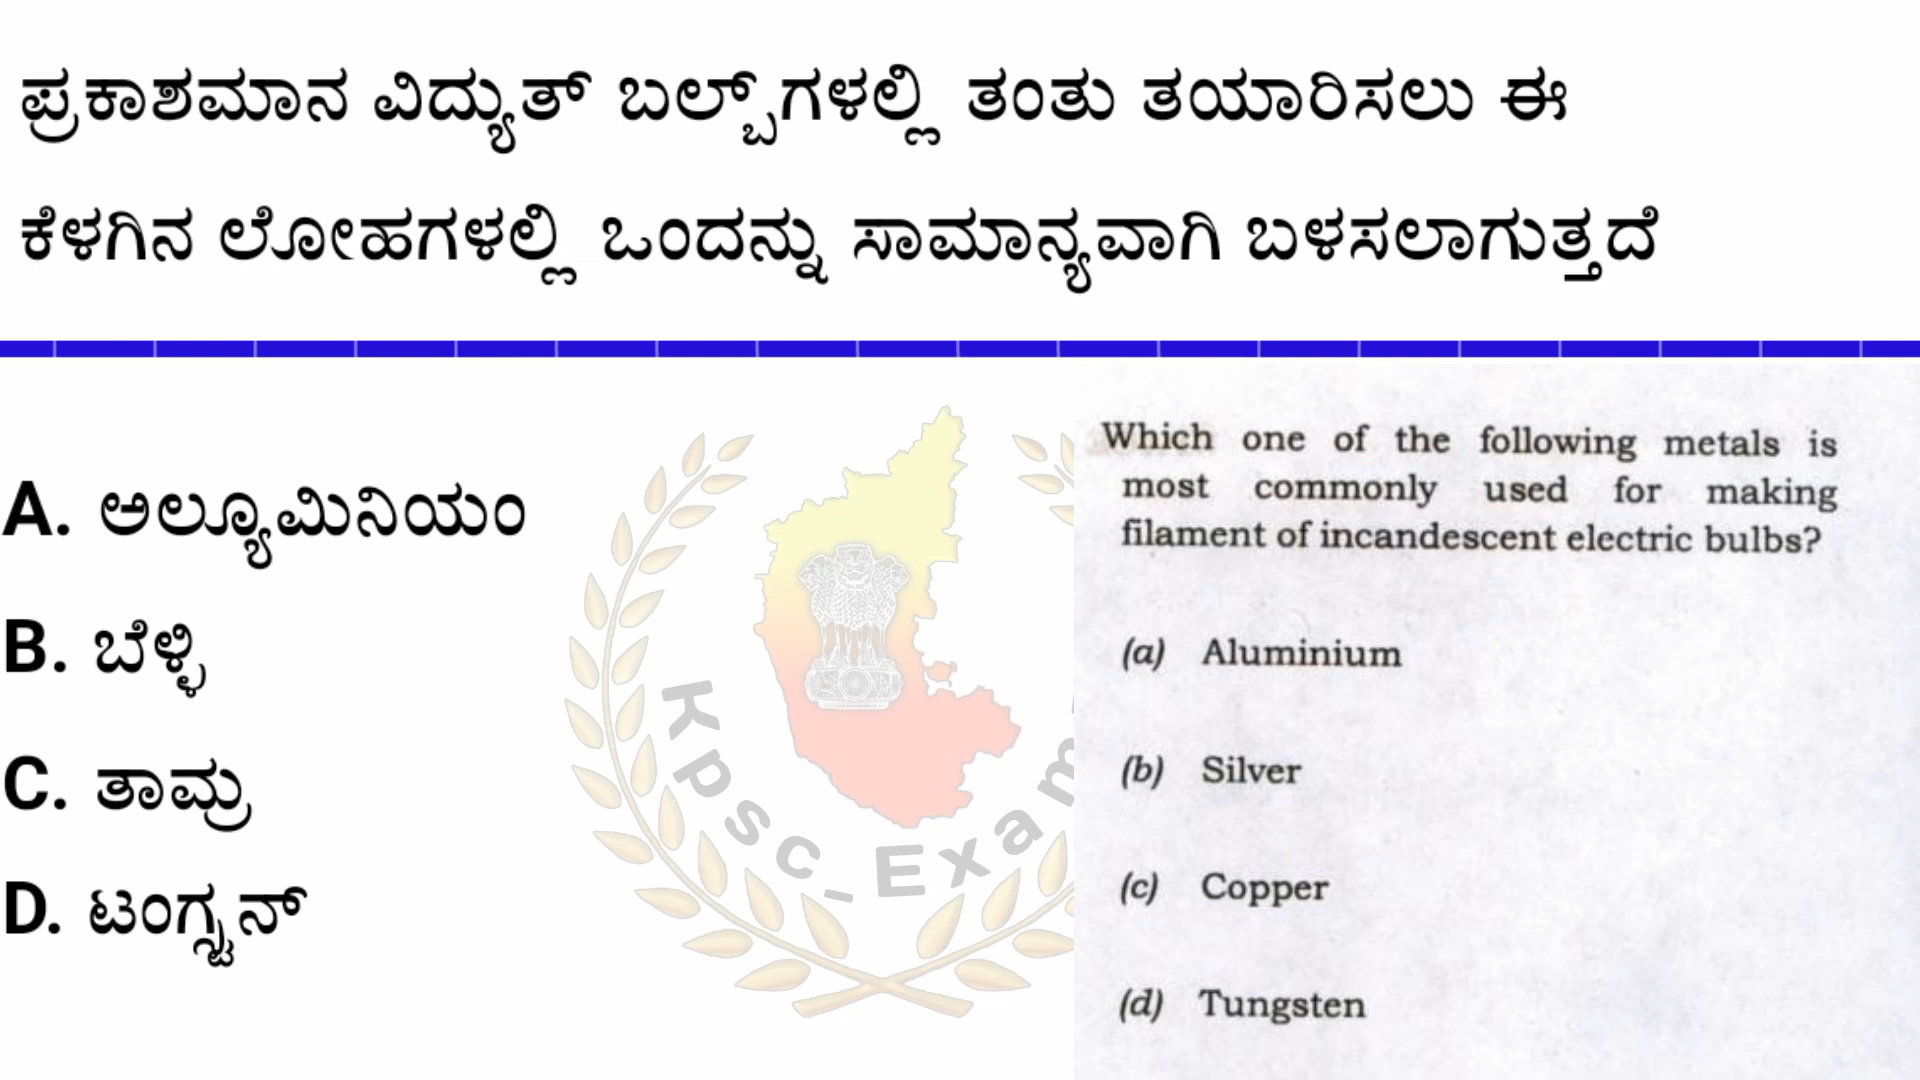 ಪ್ರಕಾಶಮಾನ ವಿದ್ಯುತ್ ಬಲ್ಬ್‌ಗಳಲ್ಲಿ ತಂತು ತಯಾರಿಸಲು ಈ
ಕೆಳಗಿನ ಲೋಹಗಳಲ್ಲಿ ಒಂದನ್ನು ಸಾಮಾನ್ಯವಾಗಿ ಬಳಸಲಾಗುತ್ತದೆ
A. ಅಲ್ಯೂಮಿನಿಯಂ
B. ಬೆಳ್ಳಿ
C. ತಾಮ್ರ
D. ಟಂಗ್ಸ್ಟನ್
Kpsc_Exam
Which one of the following metals is
most commonly used for making
filament of incandescent electric bulbs?
(a) Aluminium
(b) Silver
(c) Copper
(d) Tungsten